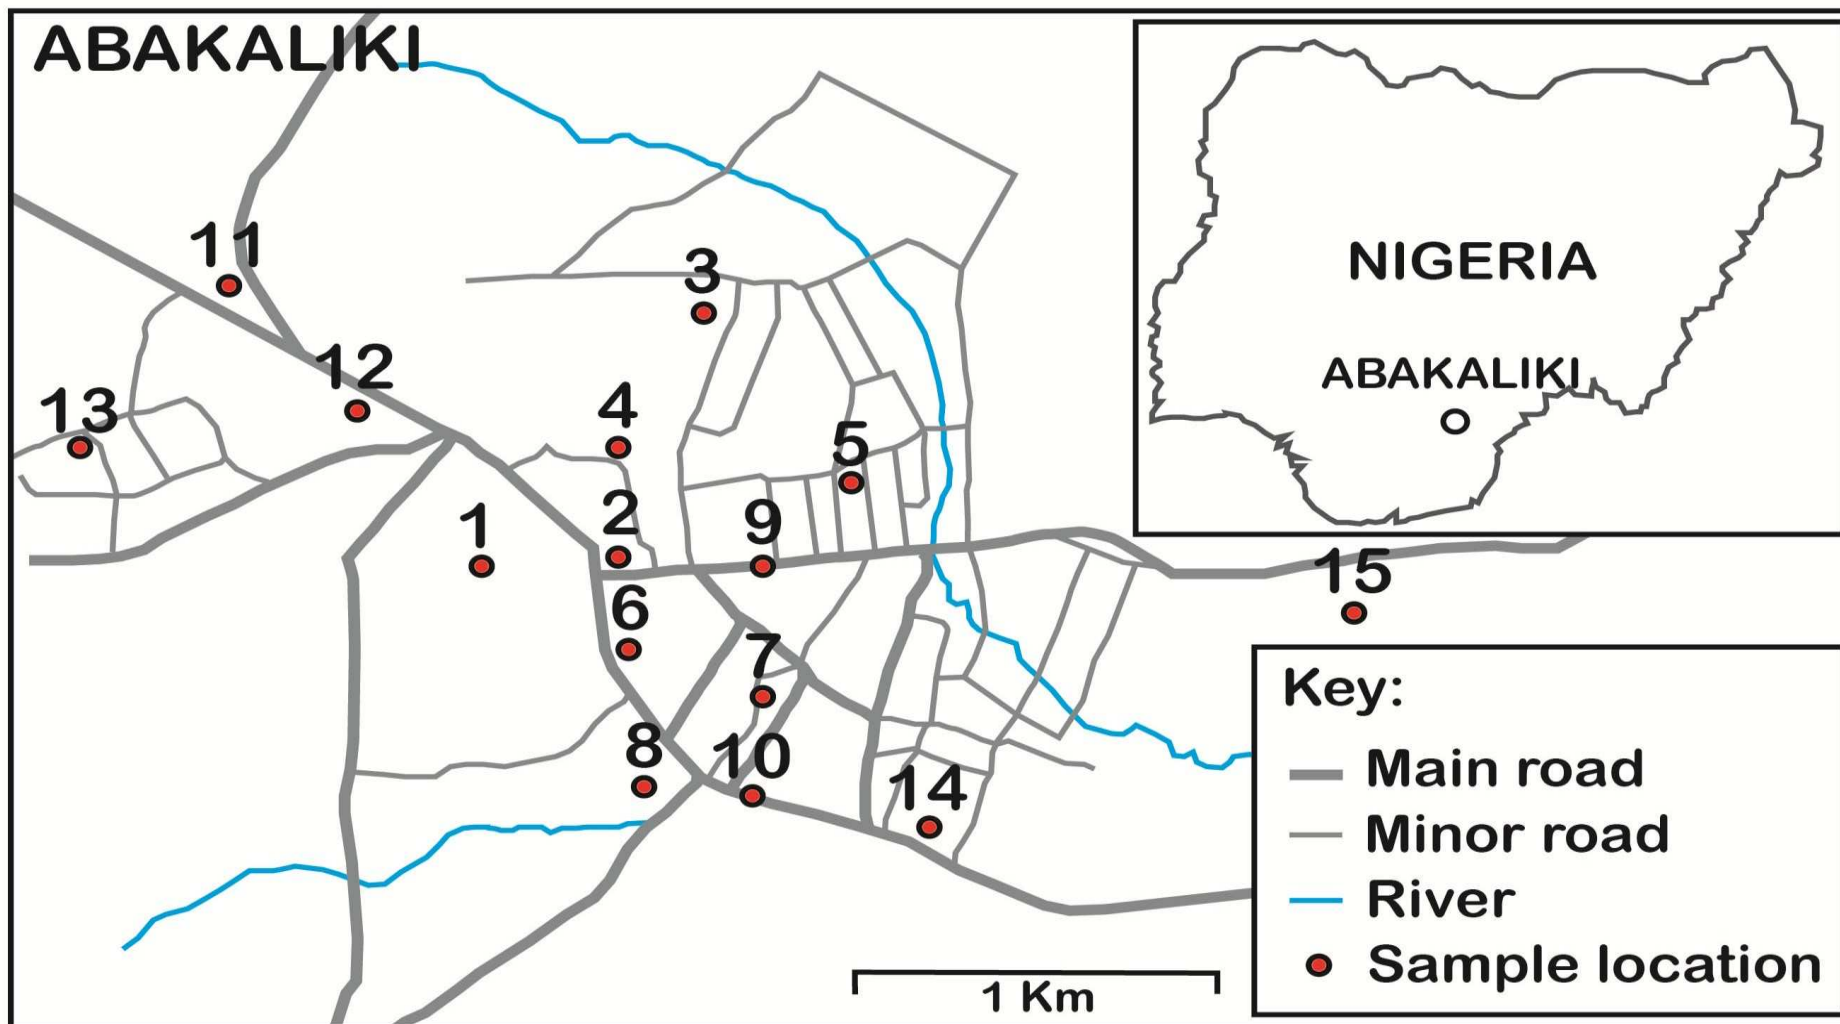 ABAKALIKI
11
3
12
13
4
5
1
2
9
6
7
8
10
14
15
NIGERIA
ABAKALIKI
Key:
Main road
Minor road
River
Sample location
1 Km